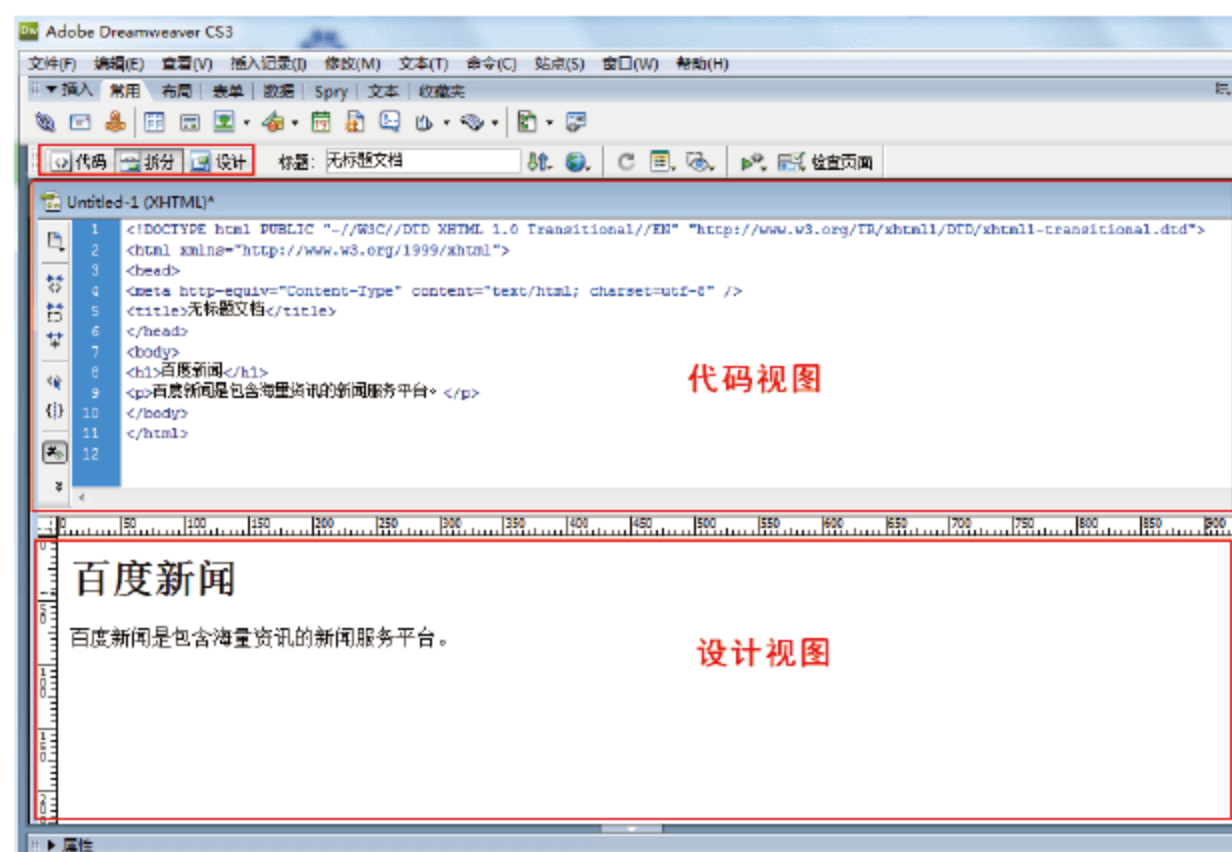 Adobe Dreamweaver CS3
文件(F) 编辑(E) 查看(V) 插入记录(I) 修改(M) 文本(T) 命令(C) 站点(S) 窗口(W) 帮助(H)
插入 常用 布局 表单 数据 Spry 文本 收藏夹
代码 拆分 设计 标题: 无标题文档 检查页面
Untitled-1 (XHTML)*
1 <!DOCTYPE html PUBLIC "-//W3C//DTD XHTML 1.0 Transitional//EN" "http://www.w3.org/TR/xhtml1/DTD/xhtml1-transitional.dtd">
2 <html xmlns="http://www.w3.org/1999/xhtml">
3 <head>
4 <meta http-equiv="Content-Type" content="text/html; charset=utf-8" />
5 <title>无标题文档</title>
6 </head>
7 <body>
8 <h1>百度新闻</h1>
9 <p>百度新闻是包含海量资讯的新闻服务平台。</p>
10 </body>
11 </html>
12
代码视图
0 50 100 150 200 250 300 350 400 450 500 550 600 650 700 750 800 850 900
0
50
100
150
200
百度新闻
百度新闻是包含海量资讯的新闻服务平台。
设计视图
属性